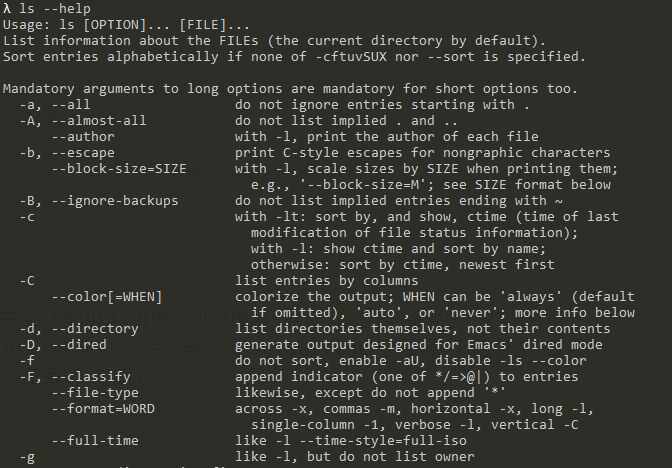 λ ls --help
Usage: ls [OPTION]... [FILE]...
List information about the FILEs (the current directory by default).
Sort entries alphabetically if none of -cftuvSUX nor --sort is specified.

Mandatory arguments to long options are mandatory for short options too.
  -a, --all                  do not ignore entries starting with .
  -A, --almost-all           do not list implied . and ..
      --author               with -l, print the author of each file
  -b, --escape               print C-style escapes for nongraphic characters
      --block-size=SIZE      with -l, scale sizes by SIZE when printing them;
                               e.g., '--block-size=M'; see SIZE format below
  -B, --ignore-backups       do not list implied entries ending with ~
  -c                         with -lt: sort by, and show, ctime (time of last
                               modification of file status information);
                               with -l: show ctime and sort by name;
                               otherwise: sort by ctime, newest first
  -C                         list entries by columns
      --color[=WHEN]         colorize the output; WHEN can be 'always' (default
                               if omitted), 'auto', or 'never'; more info below
  -d, --directory            list directories themselves, not their contents
  -D, --dired                generate output designed for Emacs' dired mode
  -f                         do not sort, enable -aU, disable -ls --color
  -F, --classify             append indicator (one of */=>@|) to entries
      --file-type            likewise, except do not append '*'
      --format=WORD          across -x, commas -m, horizontal -x, long -l,
                               single-column -1, verbose -l, vertical -C
      --full-time            like -l --time-style=full-iso
  -g                         like -l, but do not list owner